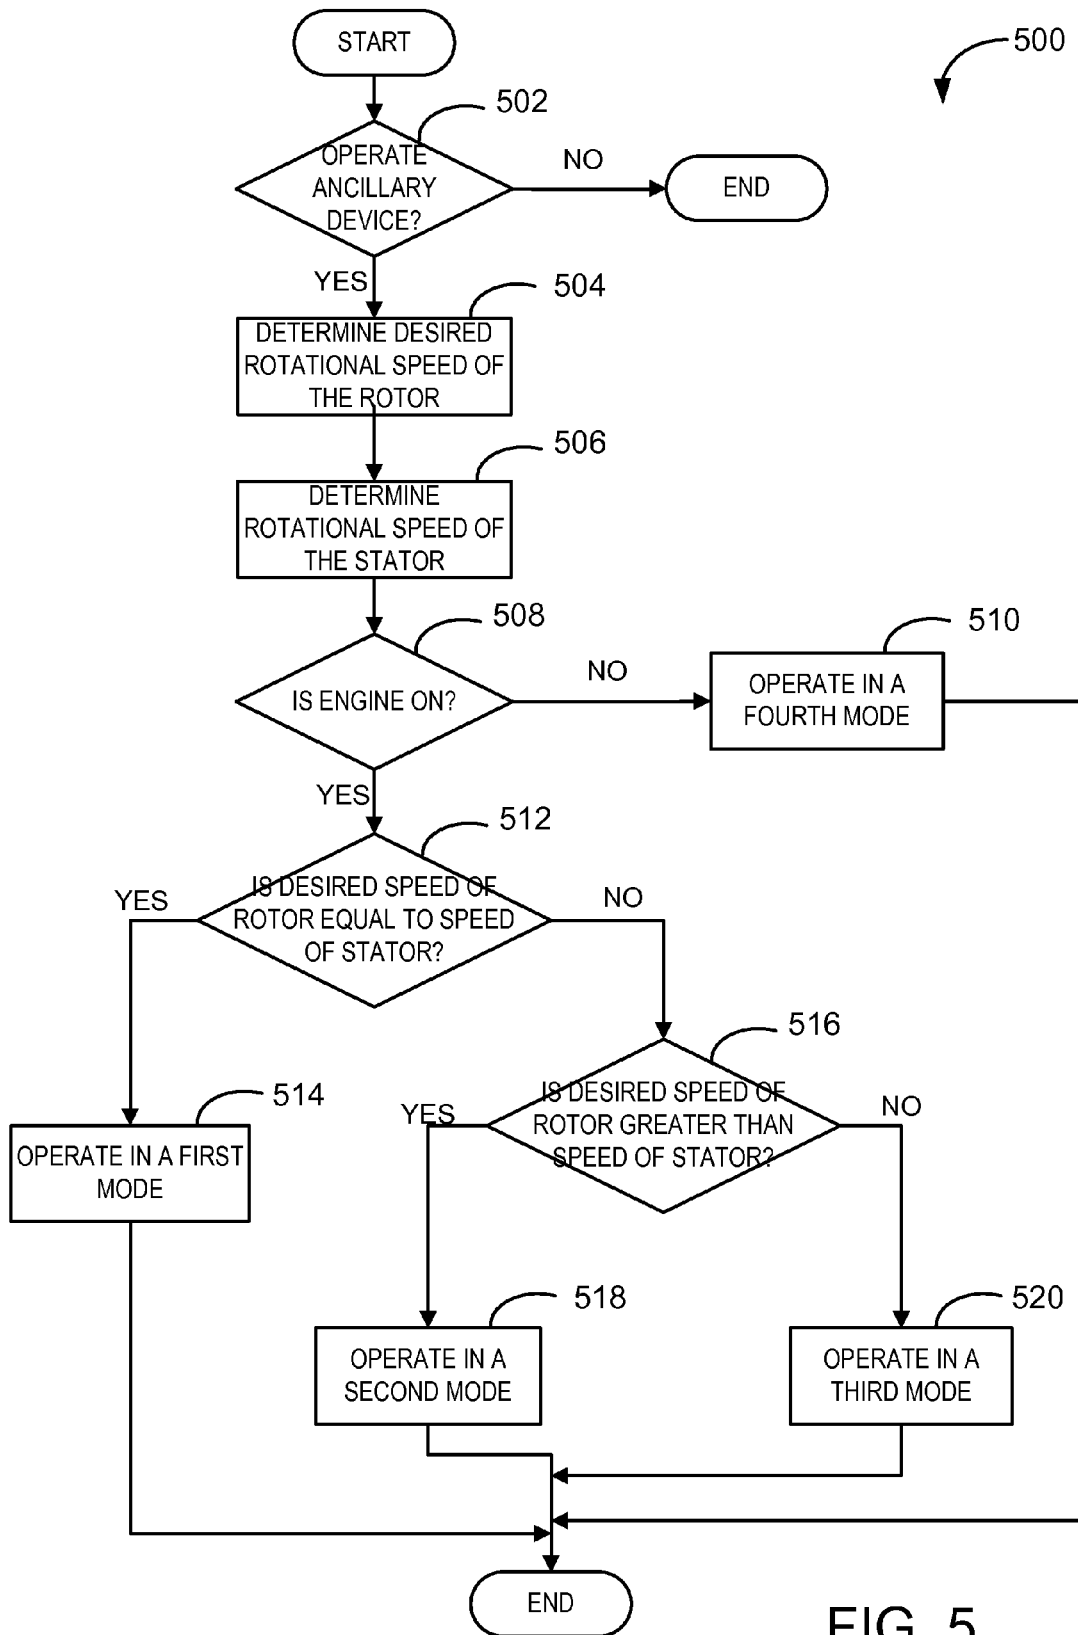 START
500
502
OPERATE
ANCILLARY
DEVICE?
NO
END
YES
504
DETERMINE DESIRED
ROTATIONAL SPEED OF
THE ROTOR
506
DETERMINE
ROTATIONAL SPEED OF
THE STATOR
508
IS ENGINE ON?
NO
510
OPERATE IN A
FOURTH MODE
YES
512
IS DESIRED SPEED OF
ROTOR EQUAL TO SPEED
OF STATOR?
YES
NO
514
OPERATE IN A FIRST
MODE
516
IS DESIRED SPEED OF
ROTOR GREATER THAN
SPEED OF STATOR?
YES
NO
518
OPERATE IN A
SECOND MODE
520
OPERATE IN A
THIRD MODE
END
FIG. 5